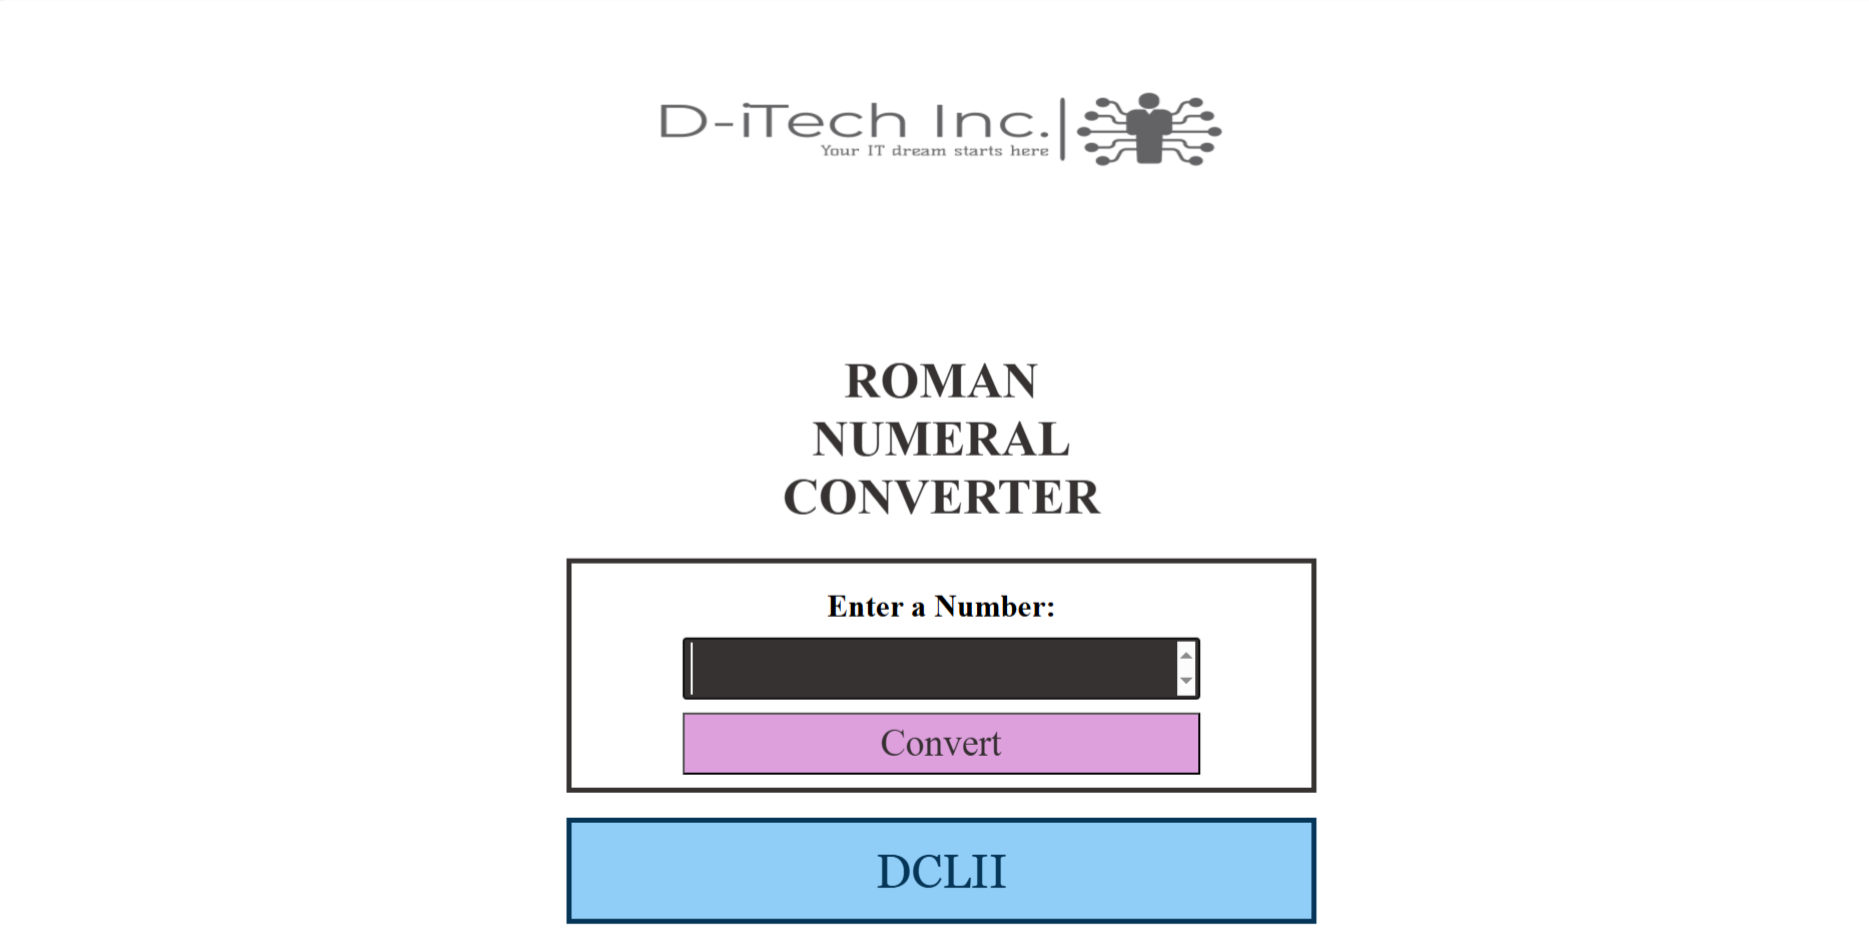 D-iTech Inc.
Your IT dream starts here
ROMAN
NUMERAL
CONVERTER
Enter a Number:
Convert
DCLII